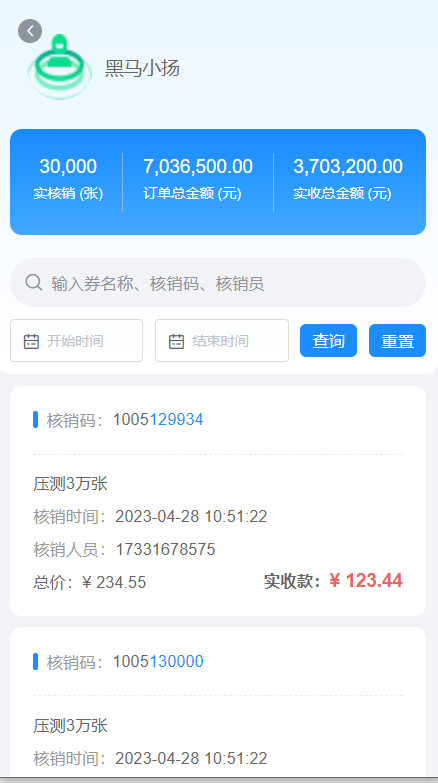 黑马小扬
30,000 7,036,500.00 3,703,200.00
实核销 (张) 订单总金额 (元) 实收总金额 (元)
输入券名称、核销码、核销员
开始时间 结束时间 查询 重置
核销码：1005129934
压测3万张
核销时间：2023-04-28 10:51:22
核销人员：17331678575
总价：¥ 234.55 实收款：¥ 123.44
核销码：1005130000
压测3万张
核销时间：2023-04-28 10:51:22